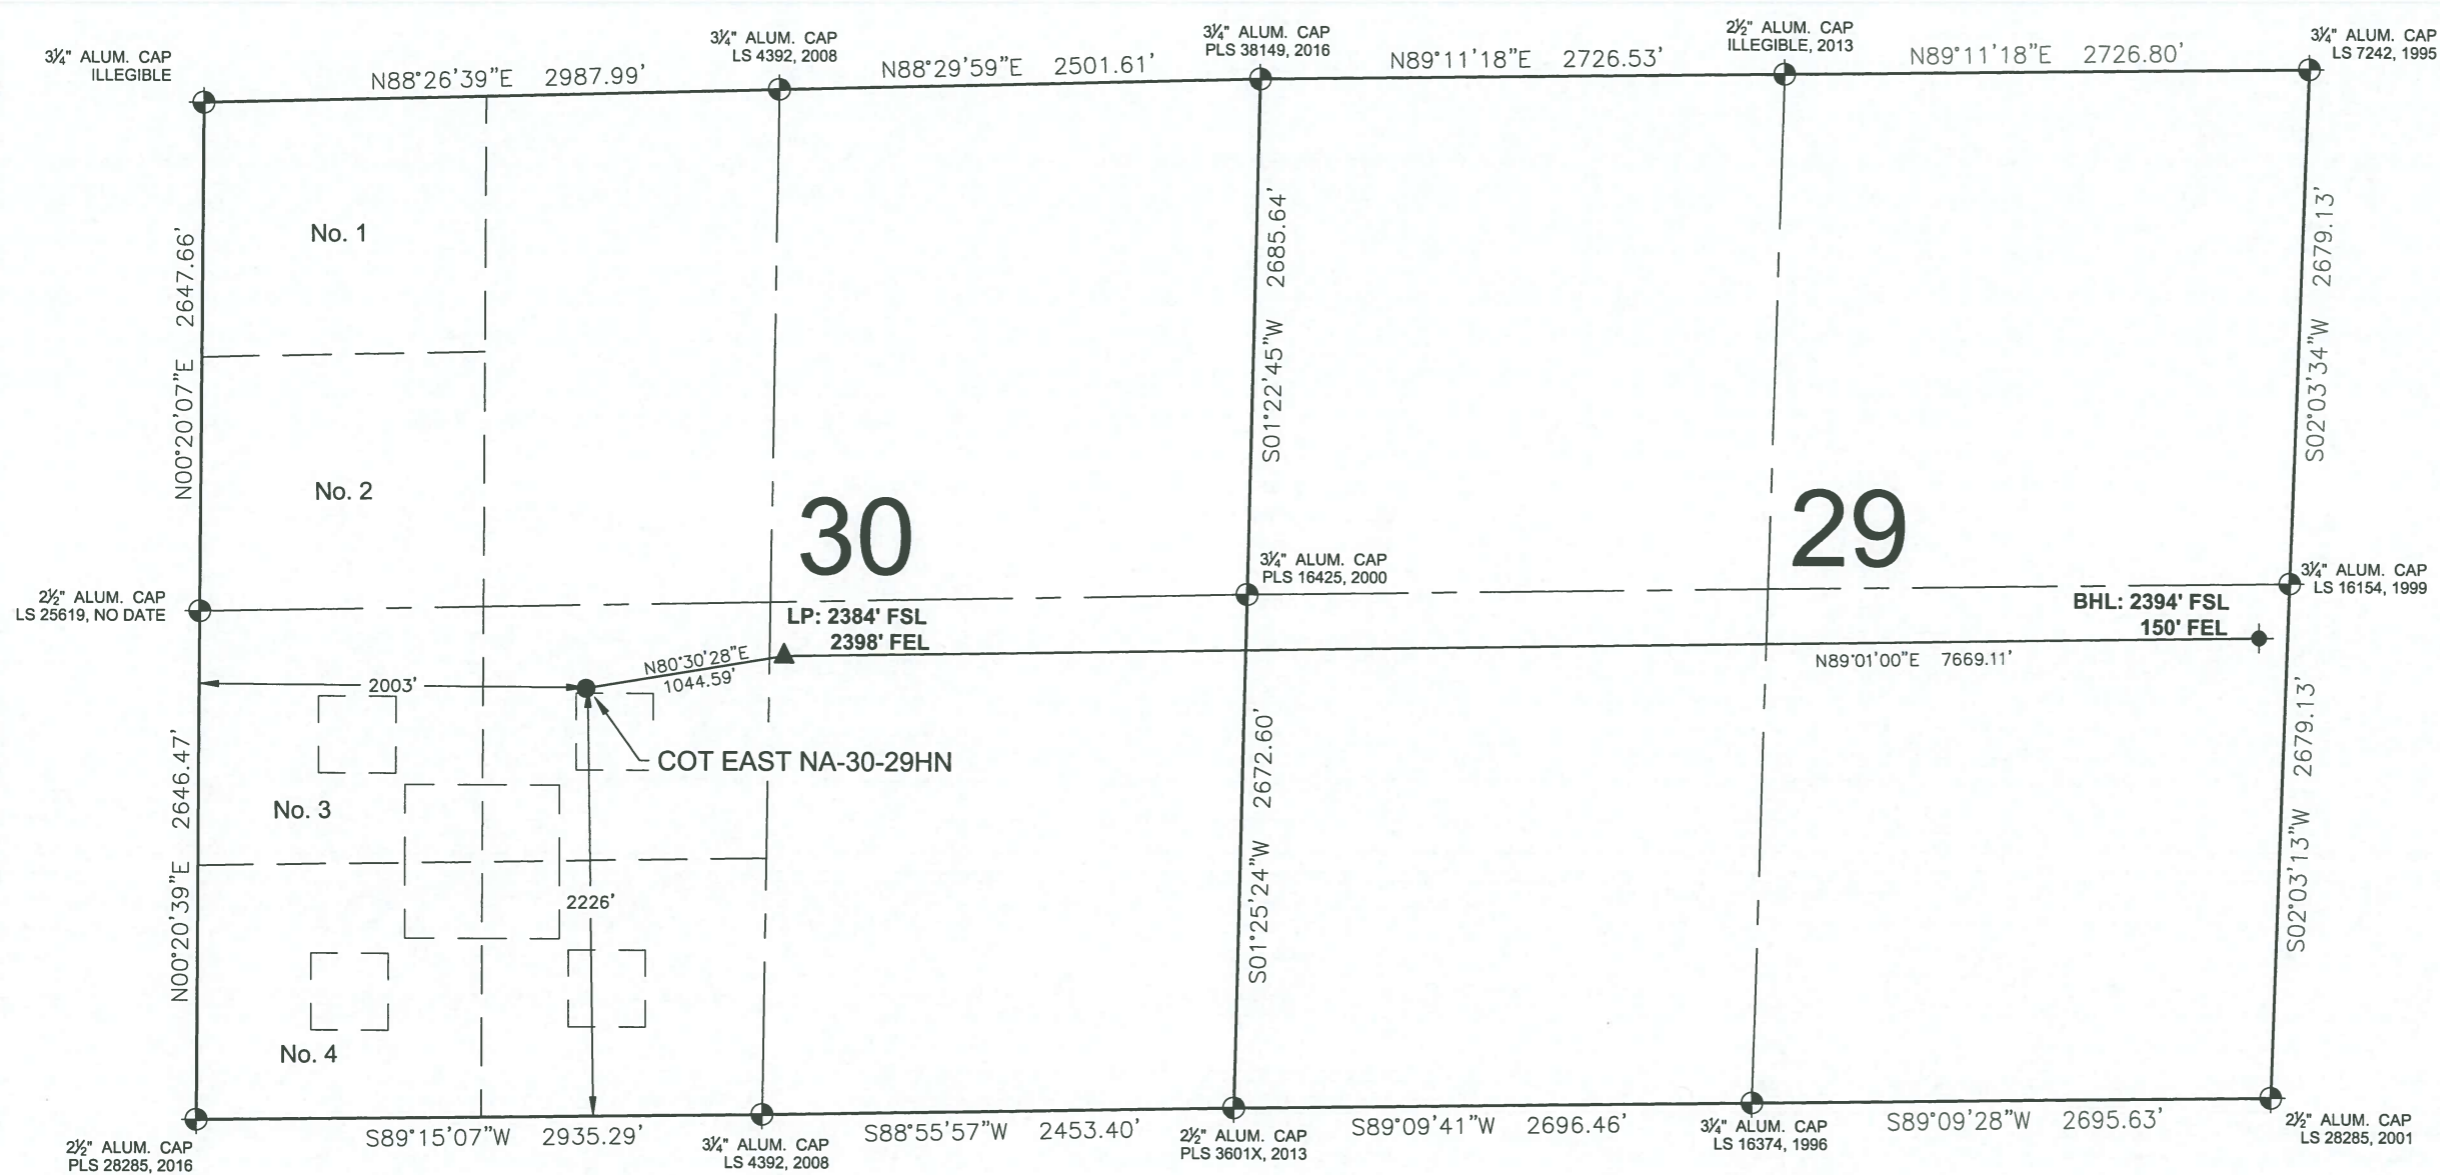 3¼" ALUM. CAP
ILLEGIBLE
N88°26'39"E 2987.99'
3¼" ALUM. CAP
LS 4392, 2008
N88°29'59"E 2501.61'
3¼" ALUM. CAP
PLS 38149, 2016
N89°11'18"E 2726.53'
2½" ALUM. CAP
ILLEGIBLE, 2013
N89°11'18"E 2726.80'
3¼" ALUM. CAP
LS 7242, 1995
No. 1
N00°20'07"E 2647.66'
S01°22'45"W 2685.64'
S02°03'34"W 2679.13'
No. 2
30
29
2½" ALUM. CAP
LS 25619, NO DATE
3¼" ALUM. CAP
PLS 16425, 2000
3¼" ALUM. CAP
LS 16154, 1999
LP: 2384' FSL
2398' FEL
BHL: 2394' FSL
150' FEL
N80°30'28"E
1044.59'
N89°01'00"E 7669.11'
2003'
COT EAST NA-30-29HN
No. 3
N00°20'39"E 2646.47'
2226'
S01°25'24"W 2672.60'
S02°03'13"W 2679.13'
No. 4
2½" ALUM. CAP
PLS 28285, 2016
S89°15'07"W 2935.29'
3¼" ALUM. CAP
LS 4392, 2008
S88°55'57"W 2453.40'
2½" ALUM. CAP
PLS 3601X, 2013
S89°09'41"W 2696.46'
3¼" ALUM. CAP
LS 16374, 1996
S89°09'28"W 2695.63'
2½" ALUM. CAP
LS 28285, 2001